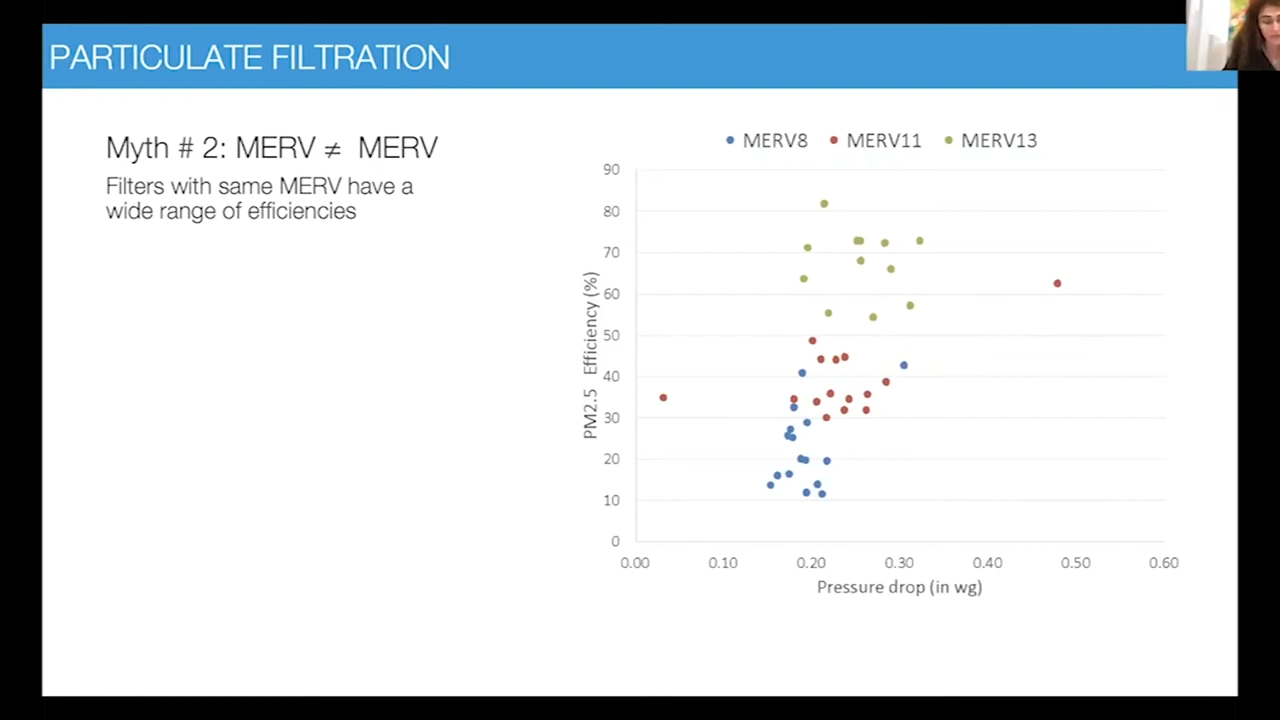 PARTICULATE FILTRATION
Myth # 2: MERV ≠ MERV
Filters with same MERV have a
wide range of efficiencies
MERV8 MERV11 MERV13
PM2.5 Efficiency (%)
90
80
70
60
50
40
30
20
10
0
0.00 0.10 0.20 0.30 0.40 0.50 0.60
Pressure drop (in wg)